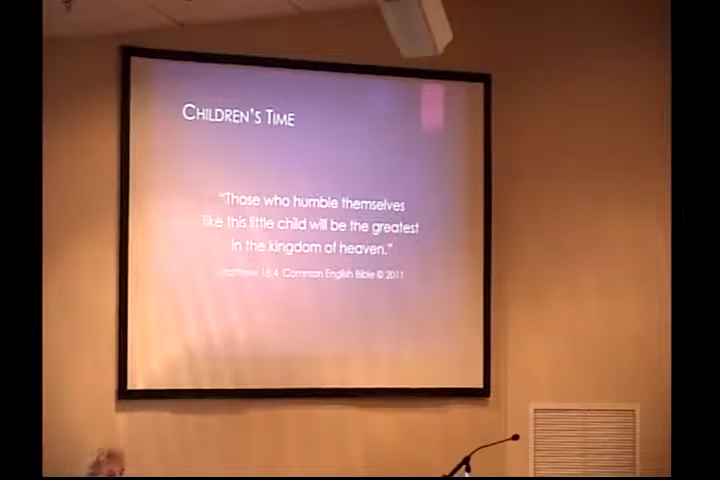 CHILDREN'S TIME
"Those who humble themselves
like this little child will be the greatest
in the kingdom of heaven."
Matthew 18:4 Common English Bible © 2011